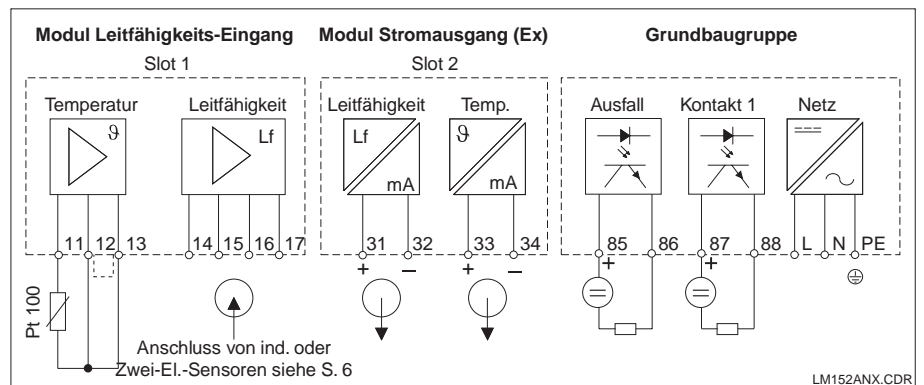 Modul Leitfähigkeits-Eingang Modul Stromausgang (Ex) Grundbaugruppe
Slot 1 Slot 2
Temperatur Leitfähigkeit Leitfähigkeit Temp. Ausfall Kontakt 1 Netz
ϑ Lf Lf ϑ
mA mA
11 12 13 14 15 16 17 31 32 33 34 85 86 87 88 L N PE
+ – + – + +
Pt 100
Anschluss von ind. oder
Zwei-El.-Sensoren siehe S. 6
LM152ANX.CDR